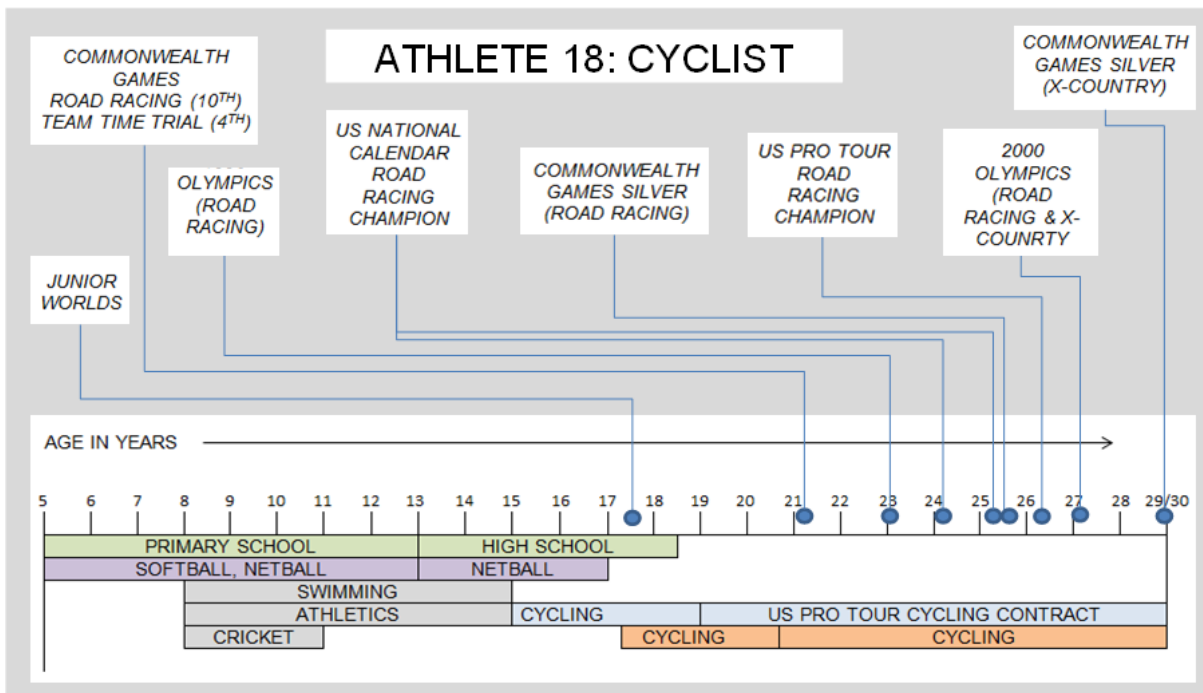 ATHLETE 18: CYCLIST
COMMONWEALTH
GAMES
ROAD RACING (10TH)
TEAM TIME TRIAL (4TH)
OLYMPICS
(ROAD
RACING)
US NATIONAL
CALENDAR
ROAD
RACING
CHAMPION
COMMONWEALTH
GAMES SILVER
(ROAD RACING)
US PRO TOUR
ROAD
RACING
CHAMPION
2000
OLYMPICS
(ROAD
RACING & X-
COUNRTY
COMMONWEALTH
GAMES SILVER
(X-COUNTRY)
JUNIOR
WORLDS
AGE IN YEARS
5 6 7 8 9 10 11 12 13 14 15 16 17 18 19 21 22 23 24 25 26 27 28 29/30
PRIMARY SCHOOL HIGH SCHOOL
SOFTBALL, NETBALL NETBALL
SWIMMING
ATHLETICS CYCLING US PRO TOUR CYCLING CONTRACT
CRICKET CYCLING CYCLING